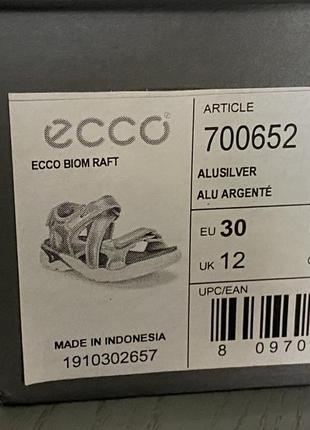 ecco®
ECCO BIOM RAFT
MADE IN INDONESIA
1910302657
ARTICLE
700652
ALUSILVER
ALU ARGENTÉ
EU 30
UK 12
UPC/EAN
8 0970